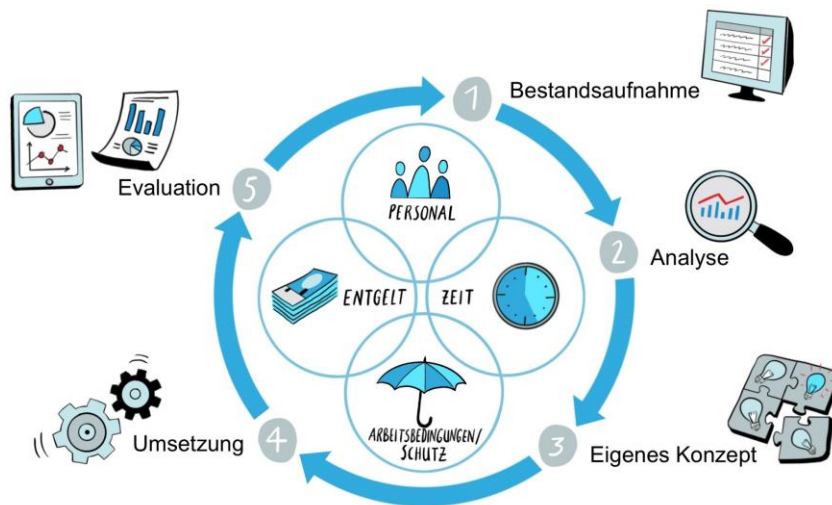 1 Bestandsaufnahme
2 Analyse
3 Eigenes Konzept
Umsetzung 4
Evaluation 5
PERSONAL
ENTGELT
ZEIT
ARBEITSBEDINGUNGEN/
SCHUTZ